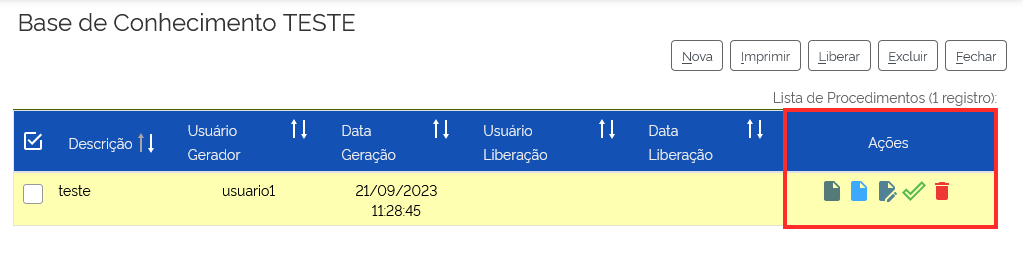 Base de Conhecimento TESTE
Nova Imprimir Liberar Excluir Fechar
Lista de Procedimentos (1 registro):
Descrição Usuário Gerador Data Geração Usuário Liberação Data Liberação Ações
teste usuario1 21/09/2023 11:28:45